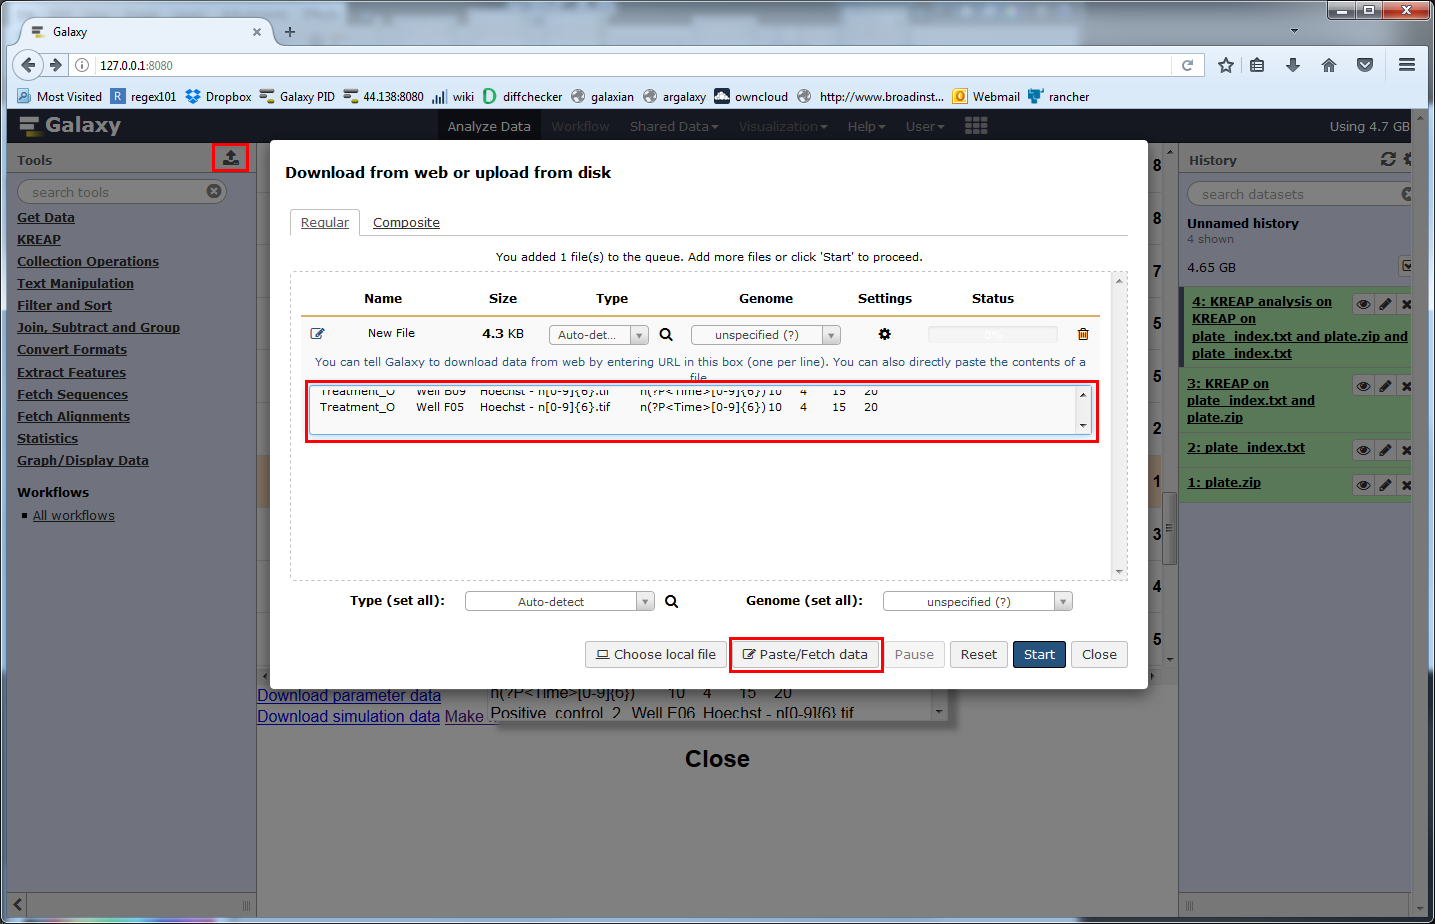 Galaxy
127.0.0.1:8080
Most Visited regex101 Dropbox Galaxy PID 44.138:8080 wiki diffchecker galaxian argalaxy owncloud http://www.broadinst... Webmail rancher
Galaxy Analyze Data Workflow Shared Data Visualization Help User Using 4.7 GB
Tools
search tools
Get Data
KREAP
Collection Operations
Text Manipulation
Filter and Sort
Join, Subtract and Group
Convert Formats
Extract Features
Fetch Sequences
Fetch Alignments
Statistics
Graph/Display Data
Workflows
All workflows
Download from web or upload from disk
Regular Composite
You added 1 file(s) to the queue. Add more files or click 'Start' to proceed.
Name Size Type Genome Settings Status
New File 4.3 KB Auto-det... unspecified (?) 0%
You can tell Galaxy to download data from web by entering URL in this box (one per line). You can also directly paste the contents of a
file.
Treatment_O Well B09 Hoechst - n[0-9]{6}.tif n(?P<Time>[0-9]{6}) 10 4 15 20
Treatment_O Well F05 Hoechst - n[0-9]{6}.tif n(?P<Time>[0-9]{6}) 10 4 15 20
Type (set all): Auto-detect Genome (set all): unspecified (?)
Choose local file Paste/Fetch data Pause Reset Start Close
8
8
7
5
5
2
1
3
4
5
Download parameter data
Download simulation data Make
n(?P<Time>[0-9]{6}) 10 4 15 20
Positive_control_2 Well E06 Hoechst - n[0-9]{6}.tif
Close
History
search datasets
Unnamed history
4 shown
4.65 GB
4: KREAP analysis on
KREAP on
plate_index.txt and plate.zip and
plate_index.txt
3: KREAP on
plate_index.txt and
plate.zip
2: plate_index.txt
1: plate.zip